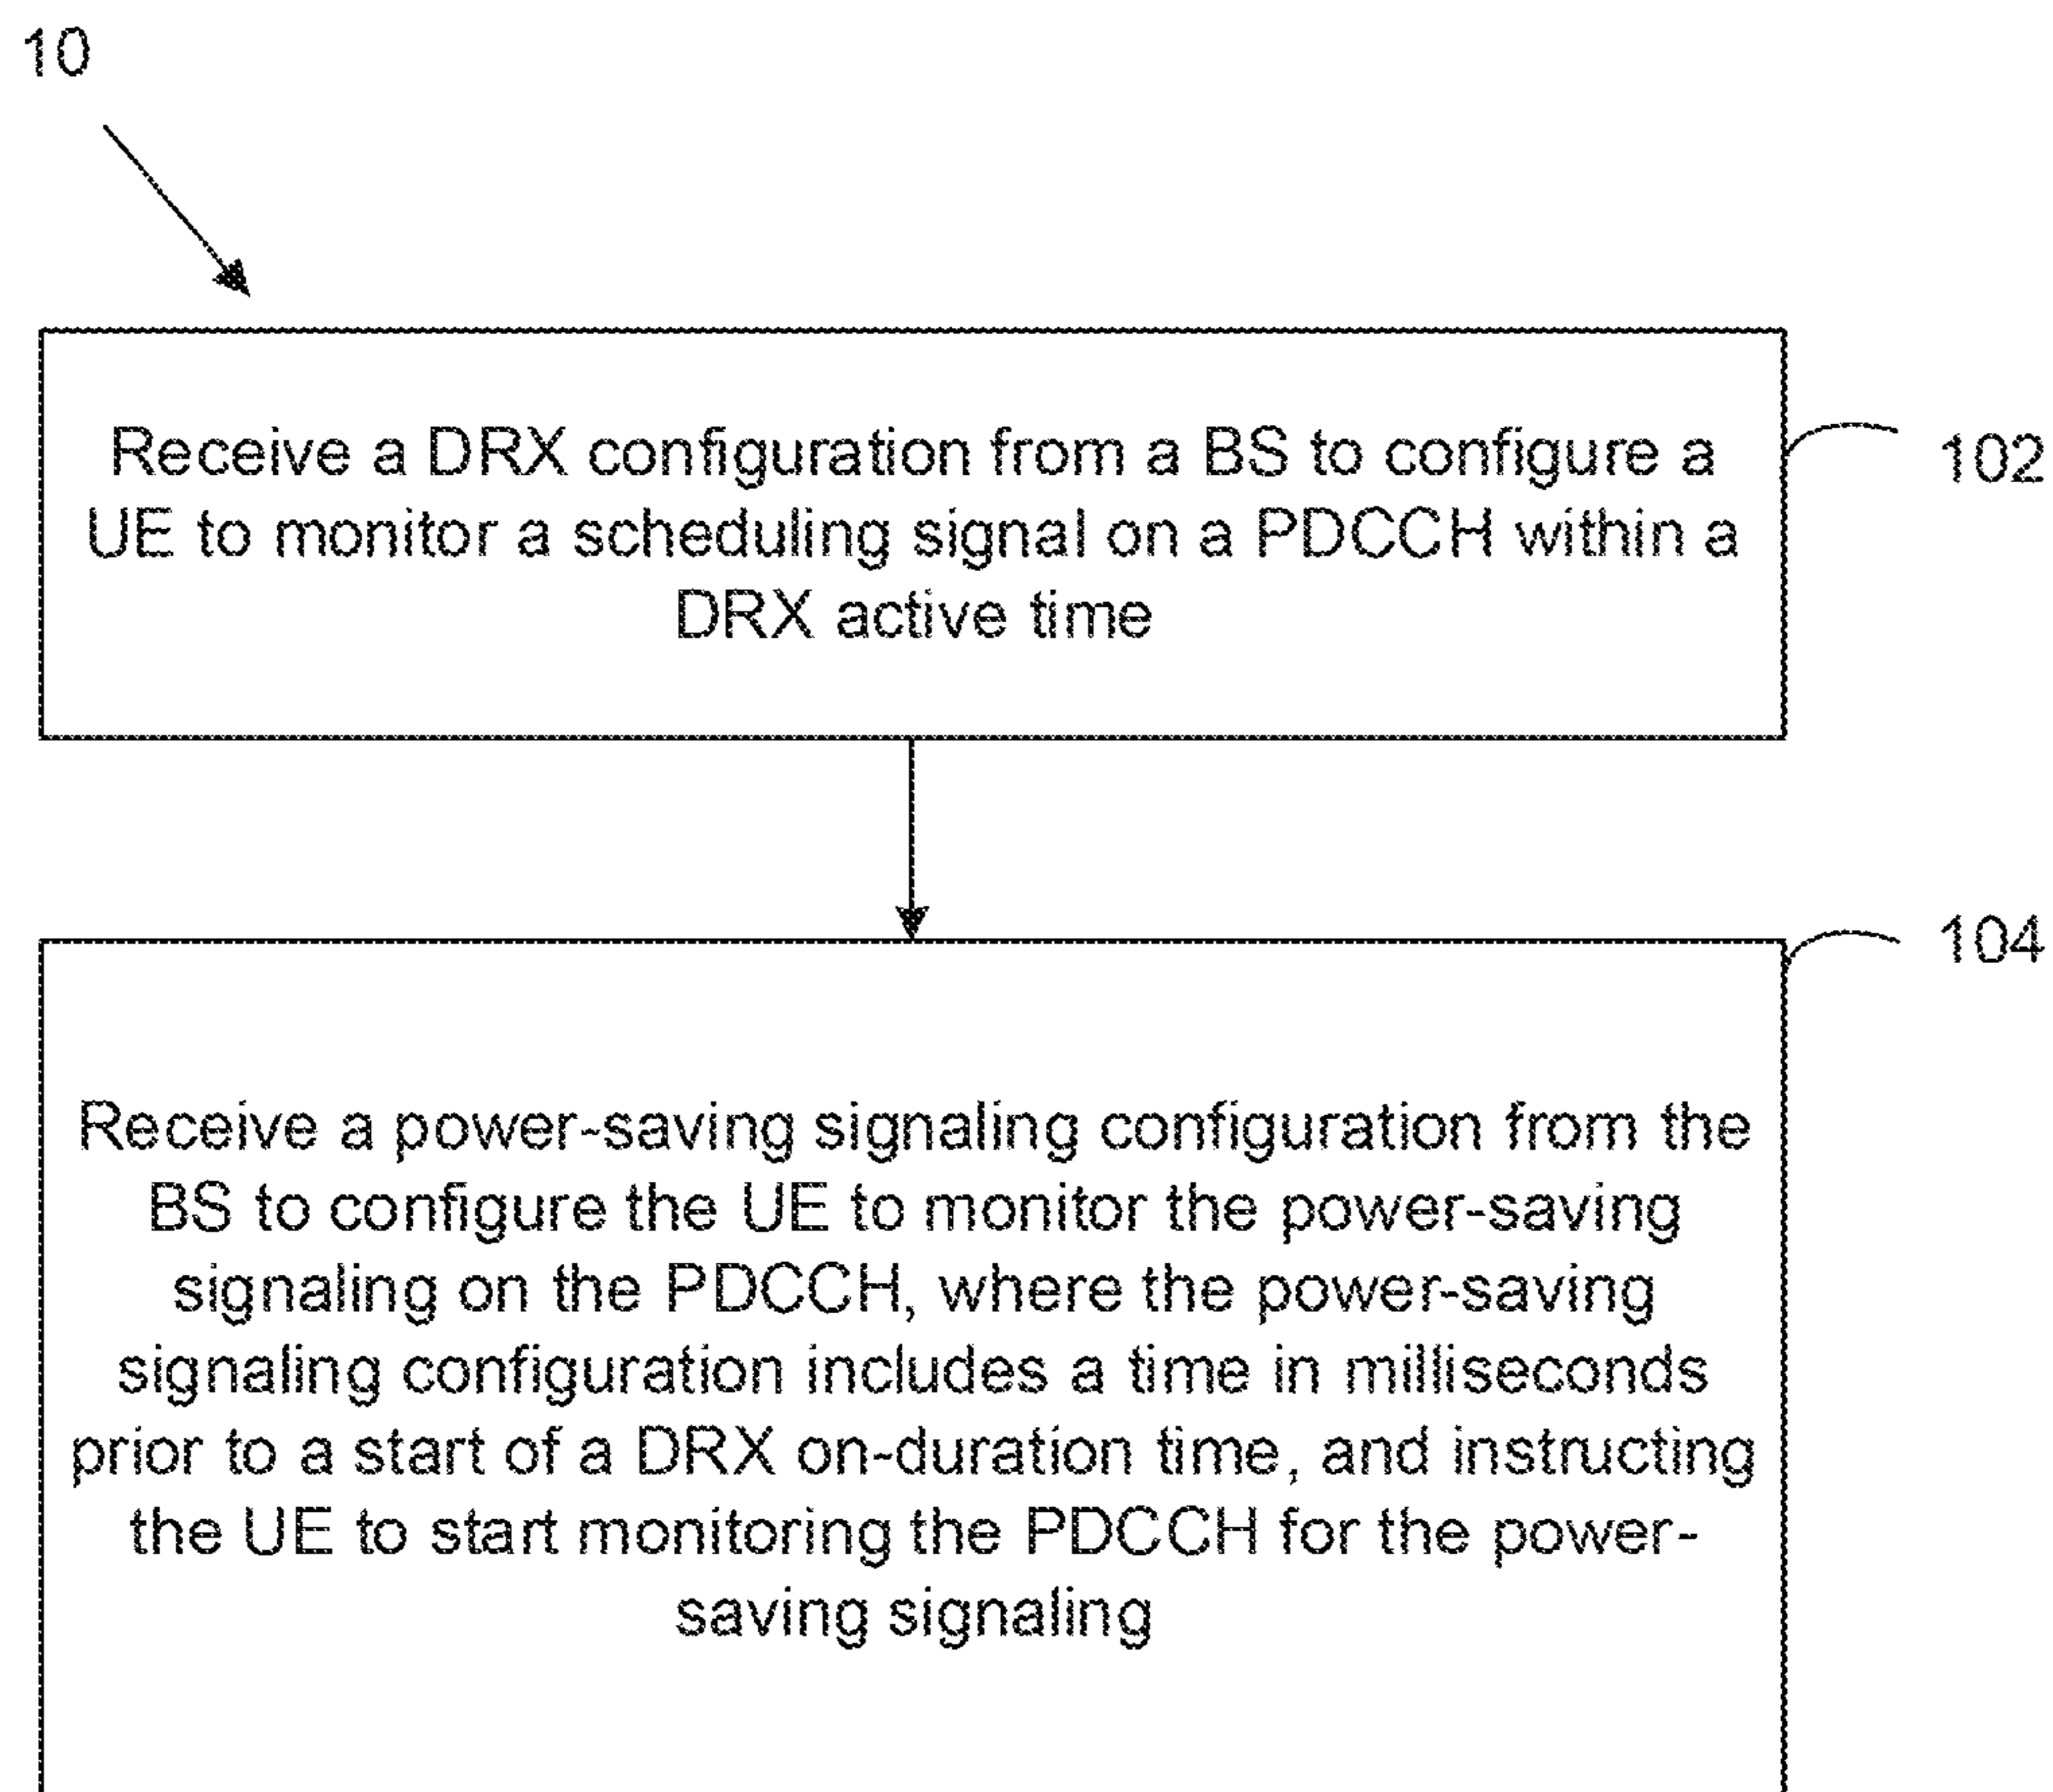 10
Receive a DRX configuration from a BS to configure a
UE to monitor a scheduling signal on a PDCCH within a
DRX active time
102
104
Receive a power-saving signaling configuration from the
BS to configure the UE to monitor the power-saving
signaling on the PDCCH, where the power-saving
signaling configuration includes a time in milliseconds
prior to a start of a DRX on-duration time, and instructing
the UE to start monitoring the PDCCH for the power-
saving signaling